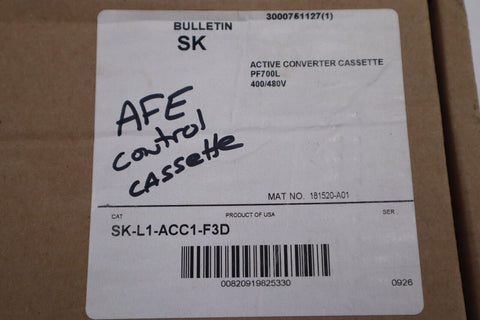 3000751127(1)
BULLETIN
SK
ACTIVE CONVERTER CASSETTE
PF700L
400/480V
AFE
control
cassette
MAT NO. 181520-A01
CAT
PRODUCT OF USA
SER
SK-L1-ACC1-F3D
00820919825330
0926